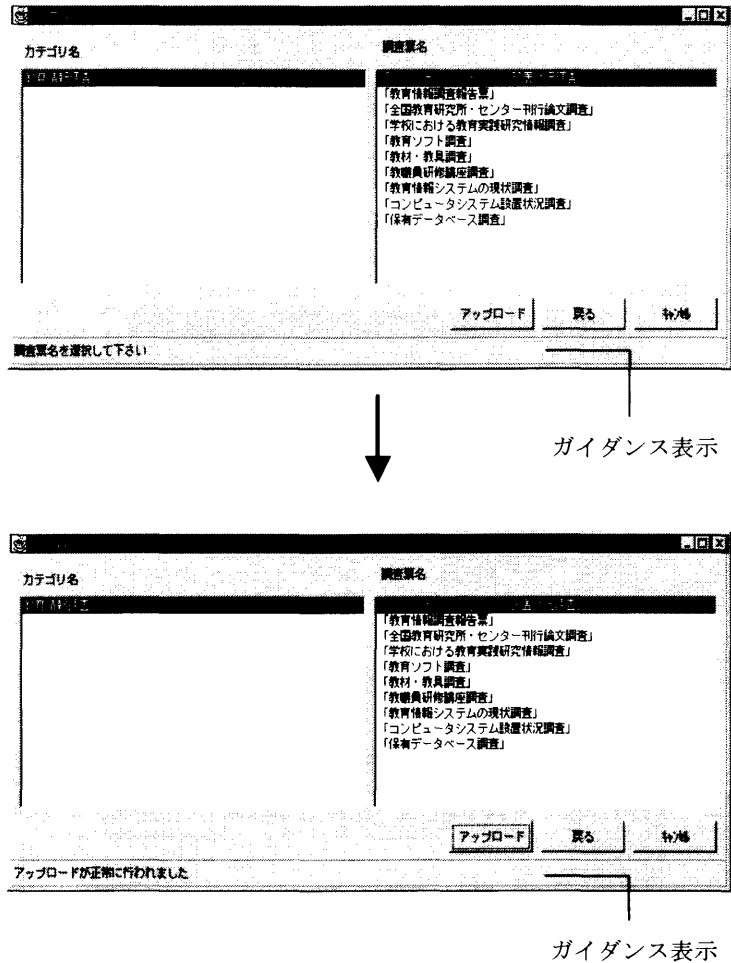 カテゴリ名
調査票名
「教育情報調査報告票」
「全国教育研究所・センター刊行論文調査」
「学校における教育実践研究情報調査」
「教育ソフト調査」
「教材・教具調査」
「教職員研修講座調査」
「教育情報システムの現状調査」
「コンピュータシステム設置状況調査」
「保有データベース調査」
アップロード
戻る
ｷｬﾝｾﾙ
調査票名を選択して下さい
ガイダンス表示
カテゴリ名
調査票名
「教育情報調査報告票」
「全国教育研究所・センター刊行論文調査」
「学校における教育実践研究情報調査」
「教育ソフト調査」
「教材・教具調査」
「教職員研修講座調査」
「教育情報システムの現状調査」
「コンピュータシステム設置状況調査」
「保有データベース調査」
アップロード
戻る
ｷｬﾝｾﾙ
アップロードが正常に行われました
ガイダンス表示